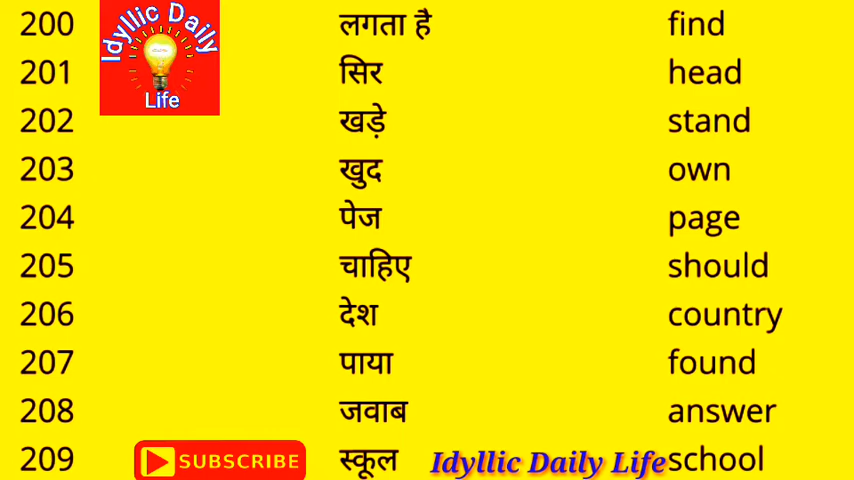 200 लगता है find
Idyllic Daily
Life
201 सिर head
202 खड़े stand
203 खुद own
204 पेज page
205 चाहिए should
206 देश country
207 पाया found
208 जवाब answer
209 SUBSCRIBE स्कूल Idyllic Daily Life school